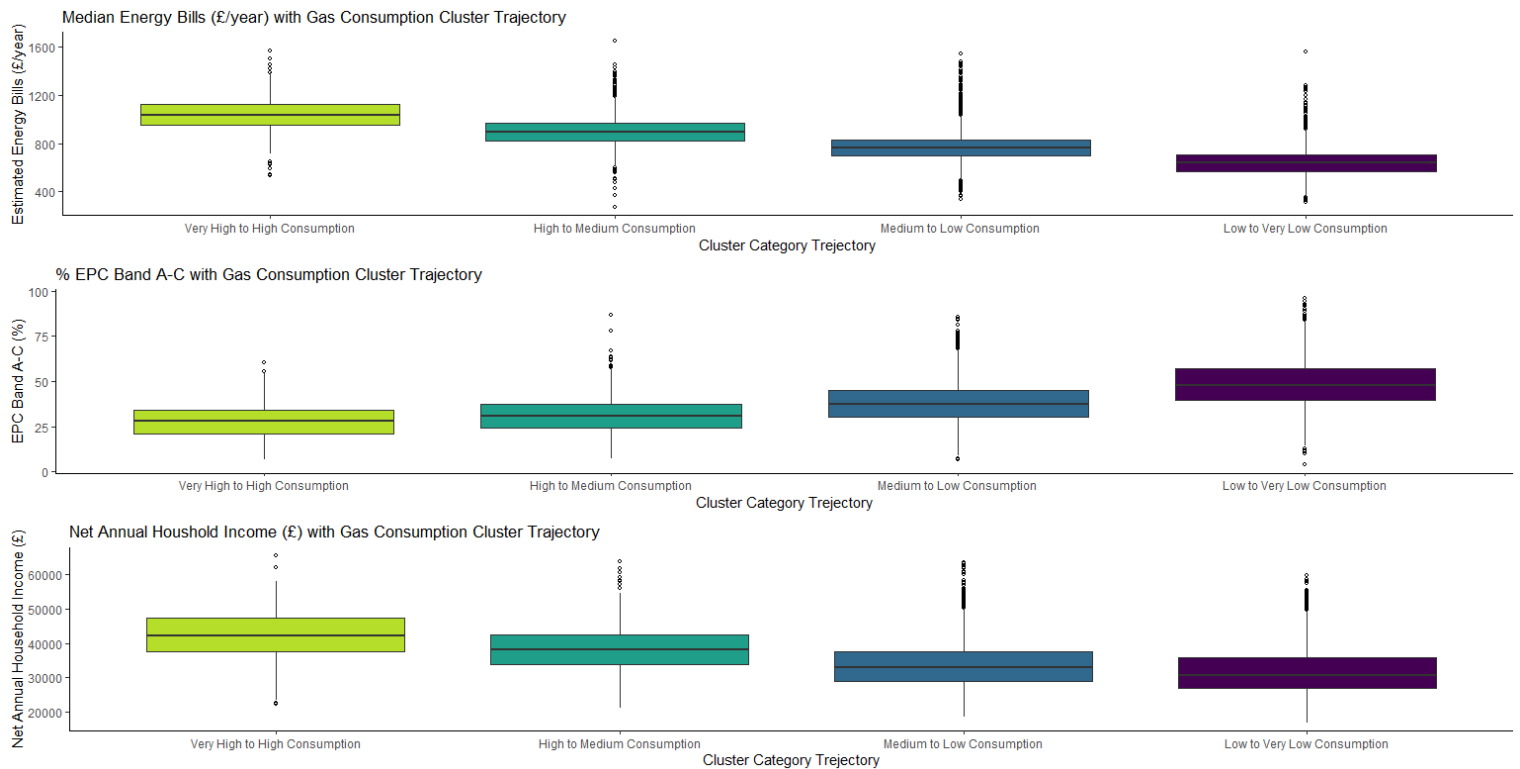 Median Energy Bills (£/year) with Gas Consumption Cluster Trajectory
Estimated Energy Bills (£/year)
1600
1200
800
400
Very High to High Consumption
High to Medium Consumption
Medium to Low Consumption
Low to Very Low Consumption
Cluster Category Trejectory
% EPC Band A-C with Gas Consumption Cluster Trajectory
EPC Band A-C (%)
100
75
50
25
0
Very High to High Consumption
High to Medium Consumption
Medium to Low Consumption
Low to Very Low Consumption
Cluster Category Trejectory
Net Annual Houshold Income (£) with Gas Consumption Cluster Trajectory
Net Annual Household Income (£)
60000
50000
40000
30000
20000
Very High to High Consumption
High to Medium Consumption
Medium to Low Consumption
Low to Very Low Consumption
Cluster Category Trejectory